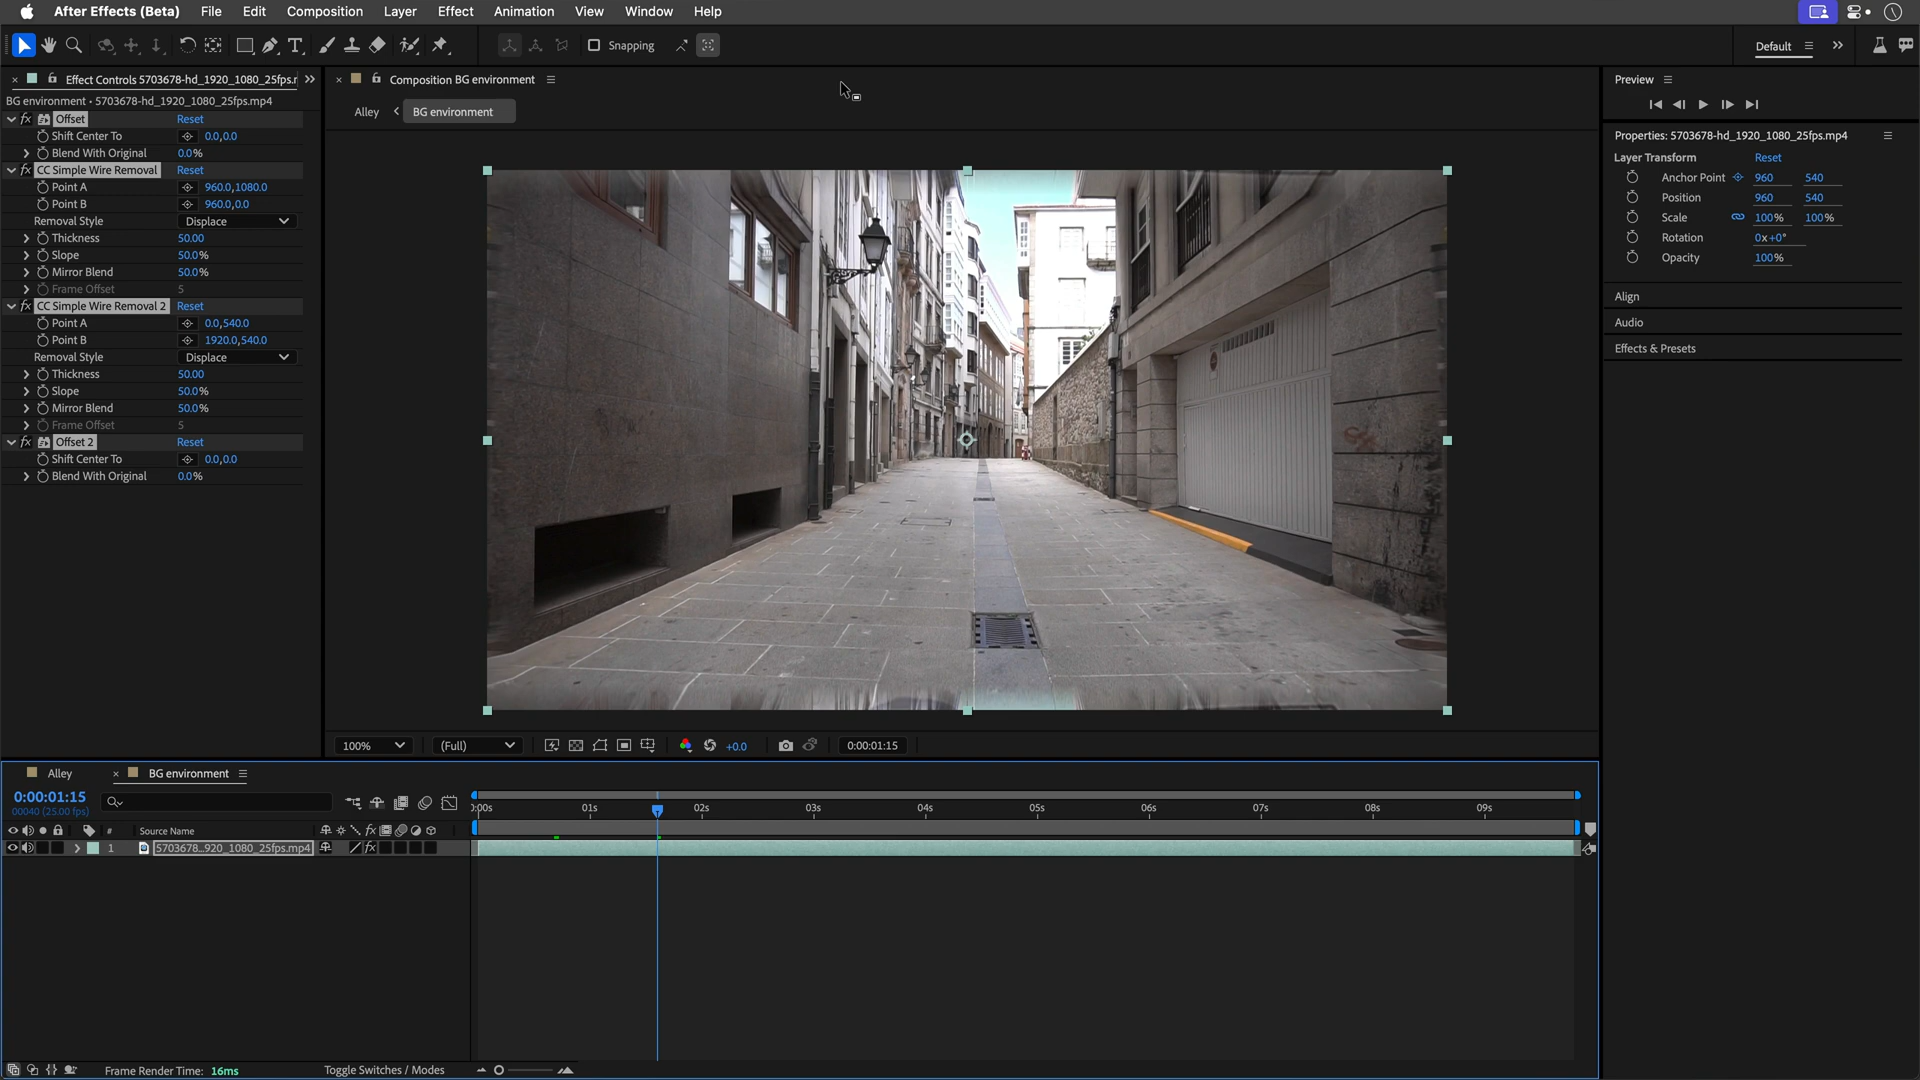 After Effects (Beta) File Edit Composition Layer Effect Animation View Window Help
Snapping
Default
Effect Controls 5703678-hd_1920_1080_25fps.r
BG environment • 5703678-hd_1920_1080_25fps.mp4
fx Offset Reset
Shift Center To 0.0,0.0
Blend With Original 0.0%
fx CC Simple Wire Removal Reset
Point A 960.0,1080.0
Point B 960.0,0.0
Removal Style Displace
Thickness 50.00
Slope 50.0%
Mirror Blend 50.0%
Frame Offset 5
fx CC Simple Wire Removal 2 Reset
Point A 0.0,540.0
Point B 1920.0,540.0
Removal Style Displace
Thickness 50.00
Slope 50.0%
Mirror Blend 50.0%
Frame Offset 5
fx Offset 2 Reset
Shift Center To 0.0,0.0
Blend With Original 0.0%
Composition BG environment
Alley BG environment
100% (Full) +0.0 0:00:01:15
Preview
Properties: 5703678-hd_1920_1080_25fps.mp4
Layer Transform Reset
Anchor Point 960 540
Position 960 540
Scale 100% 100%
Rotation 0x+0°
Opacity 100%
Align
Audio
Effects & Presets
Alley BG environment
0:00:01:15
00040 (25.00 fps)
0:00s 01s 02s 03s 04s 05s 06s 07s 08s 09s
# Source Name fx
1 5703678...920_1080_25fps.mp4 fx
Frame Render Time: 16ms Toggle Switches / Modes